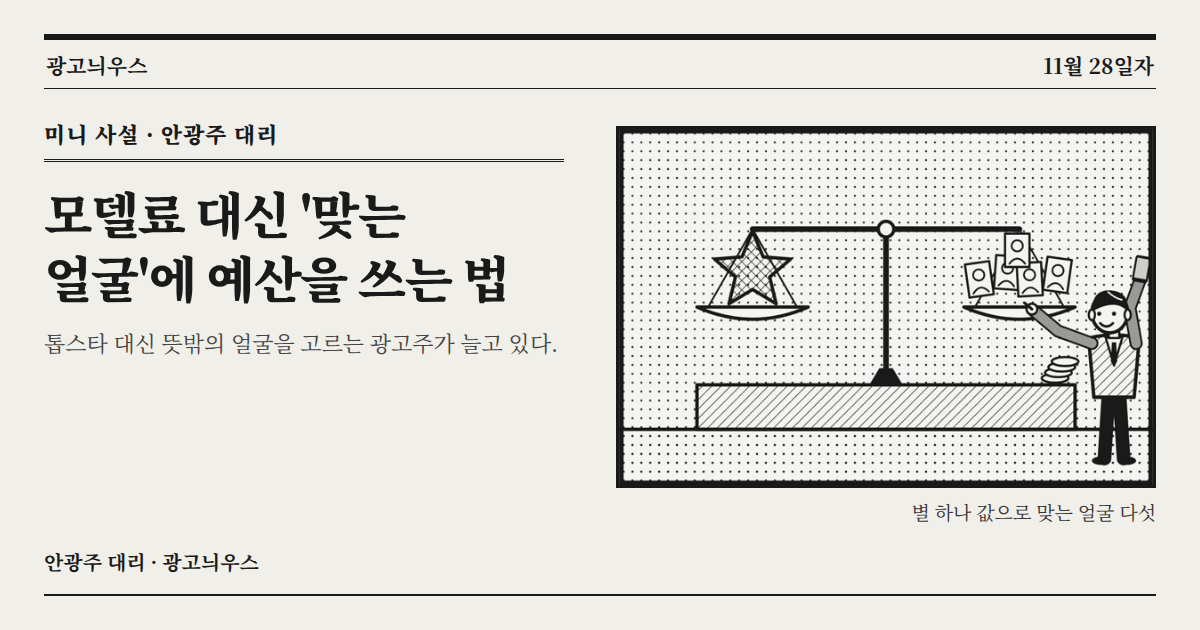 광고늬우스
11월 28일자
미니 사설 · 안광주 대리
모델료 대신 '맞는
얼굴'에 예산을 쓰는 법
톱스타 대신 뜻밖의 얼굴을 고르는 광고주가 늘고 있다.
별 하나 값으로 맞는 얼굴 다섯
안광주 대리 · 광고늬우스